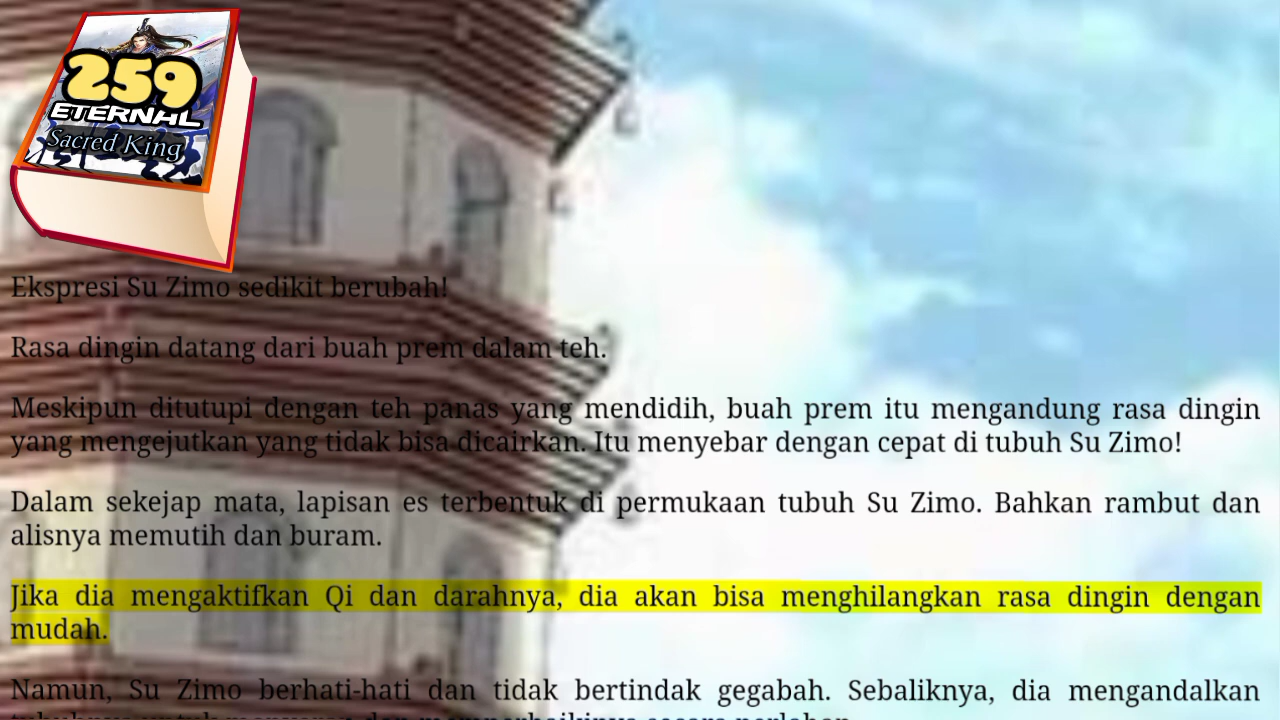 259
ETERNAL
Sacred King
Ekspresi Su Zimo sedikit berubah!
Rasa dingin datang dari buah prem dalam teh.
Meskipun ditutupi dengan teh panas yang mendidih, buah prem itu mengandung rasa dingin
yang mengejutkan yang tidak bisa dicairkan. Itu menyebar dengan cepat di tubuh Su Zimo!
Dalam sekejap mata, lapisan es terbentuk di permukaan tubuh Su Zimo. Bahkan rambut dan
alisnya memutih dan buram.
Jika dia mengaktifkan Qi dan darahnya, dia akan bisa menghilangkan rasa dingin dengan
mudah.
Namun, Su Zimo berhati-hati dan tidak bertindak gegabah. Sebaliknya, dia mengandalkan